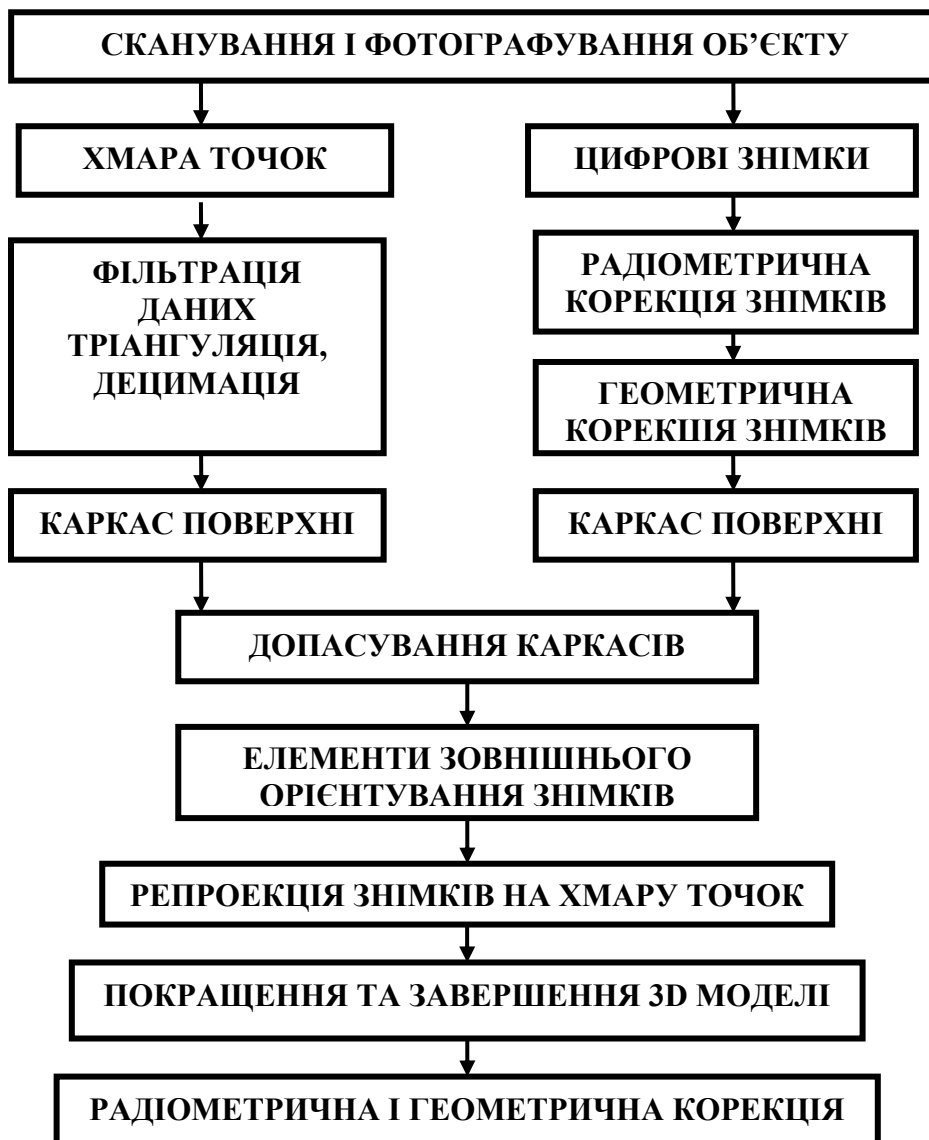 СКАНУВАННЯ І ФОТОГРАФУВАННЯ ОБ’ЄКТУ
ХМАРА ТОЧОК
ЦИФРОВІ ЗНІМКИ
ФІЛЬТРАЦІЯ
ДАНИХ
ТРІАНГУЛЯЦІЯ,
ДЕЦИМАЦІЯ
РАДІОМЕТРИЧНА
КОРЕКЦІЯ ЗНІМКІВ
ГЕОМЕТРИЧНА
КОРЕКЦІЯ ЗНІМКІВ
КАРКАС ПОВЕРХНІ
КАРКАС ПОВЕРХНІ
ДОПАСУВАННЯ КАРКАСІВ
ЕЛЕМЕНТИ ЗОВНІШНЬОГО
ОРІЄНТУВАННЯ ЗНІМКІВ
РЕПРОЕКЦІЯ ЗНІМКІВ НА ХМАРУ ТОЧОК
ПОКРАЩЕННЯ ТА ЗАВЕРШЕННЯ 3D МОДЕЛІ
РАДІОМЕТРИЧНА І ГЕОМЕТРИЧНА КОРЕКЦІЯ